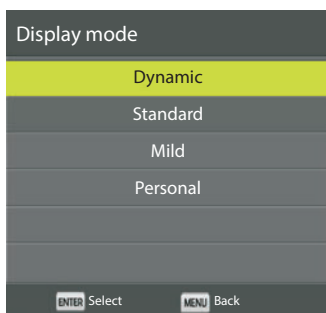 Display mode
Dynamic
Standard
Mild
Personal
ENTER Select MENU Back